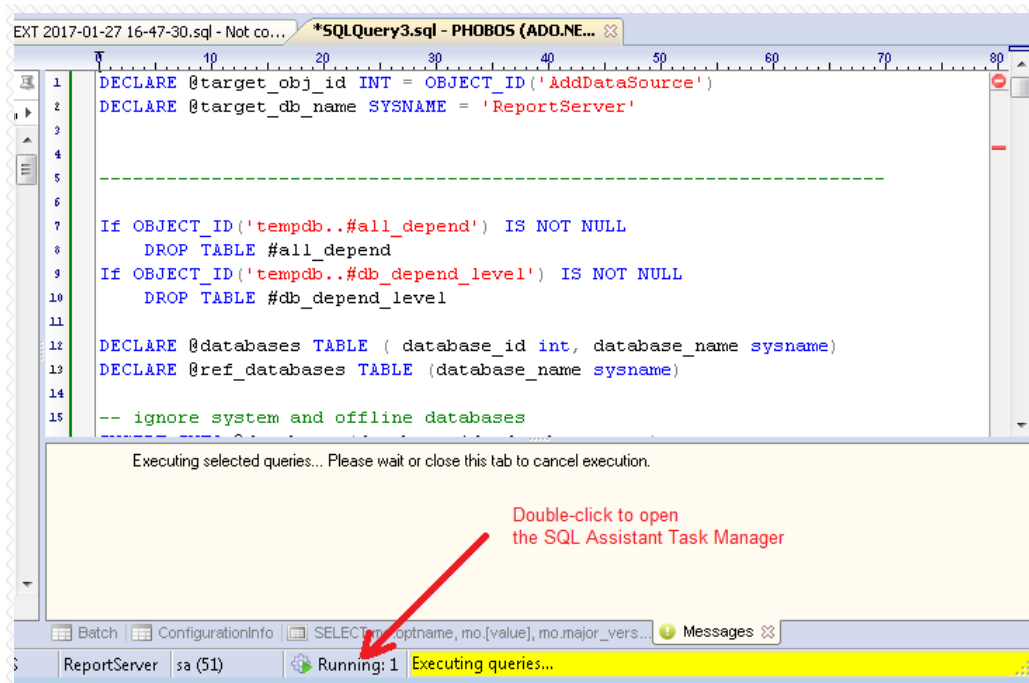 EXT 2017-01-27 16-47-30.sql - Not co...
*SQLQuery3.sql - PHOBOS (ADO.NE...
10 20 30 40 50 60 70 80
1 DECLARE @target_obj_id INT = OBJECT_ID('AddDataSource')
2 DECLARE @target_db_name SYSNAME = 'ReportServer'
3
4
5 ----------------------------------------------------------------------
6
7 If OBJECT_ID('tempdb..#all_depend') IS NOT NULL
8 DROP TABLE #all_depend
9 If OBJECT_ID('tempdb..#db_depend_level') IS NOT NULL
10 DROP TABLE #db_depend_level
11
12 DECLARE @databases TABLE ( database_id int, database_name sysname)
13 DECLARE @ref_databases TABLE (database_name sysname)
14
15 -- ignore system and offline databases
Executing selected queries... Please wait or close this tab to cancel execution.
Double-click to open
the SQL Assistant Task Manager
Batch ConfigurationInfo SELECT optname, mo.[value], mo.major_vers... Messages
ReportServer sa (51) Running: 1 Executing queries...